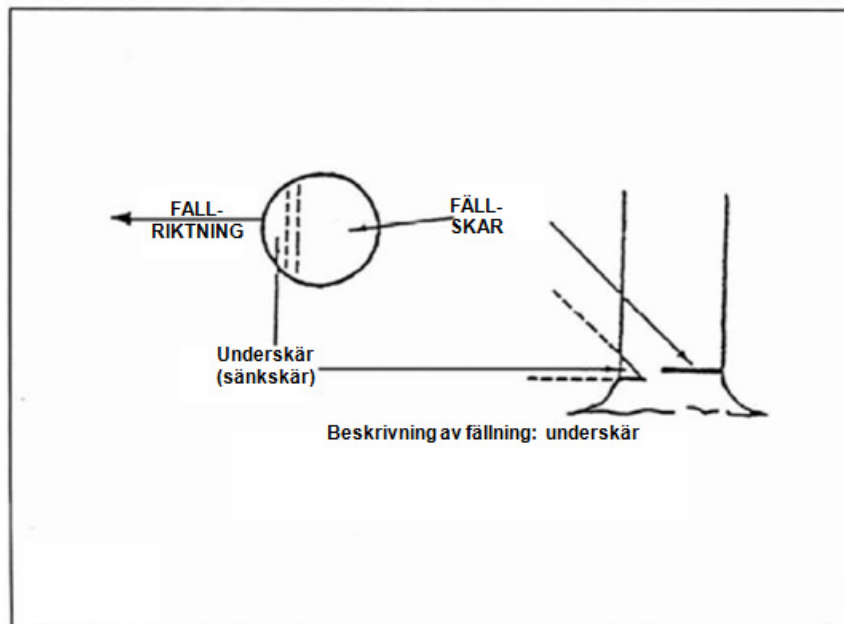 FALL-
RIKTNING
FÄLL-
SKAR
Underskär
(sänkskär)
Beskrivning av fällning: underskär